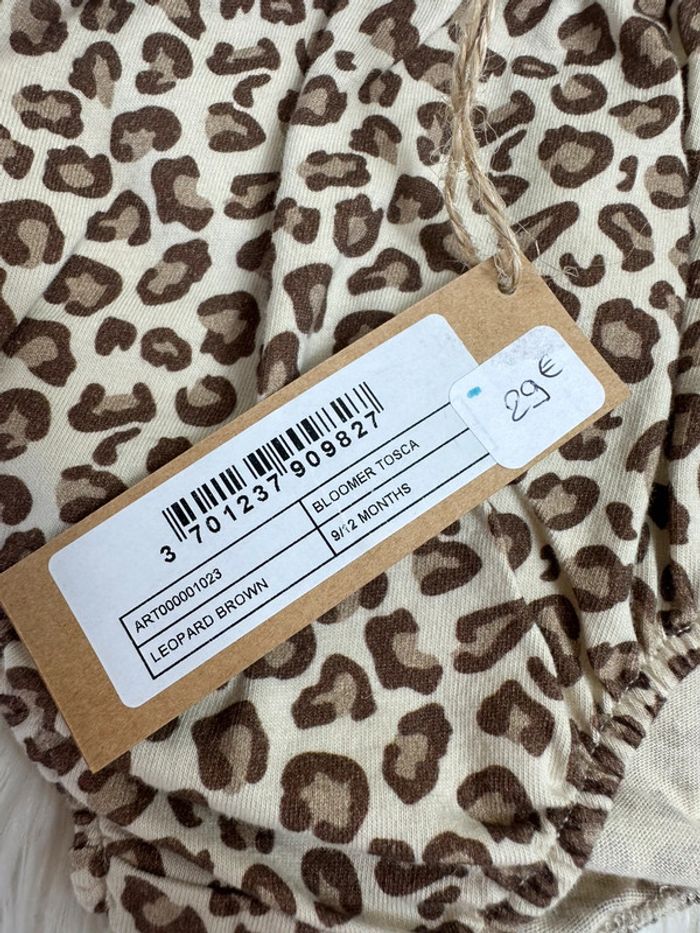 29€
3 701237 909827
ART000001023
BLOOMER TOSCA
LEOPARD BROWN
9/12 MONTHS